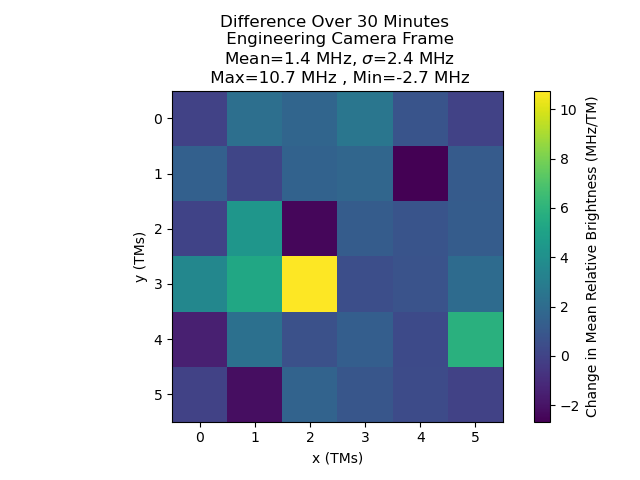 Difference Over 30 Minutes
Engineering Camera Frame
Mean=1.4 MHz, σ=2.4 MHz
Max=10.7 MHz , Min=-2.7 MHz
0
1
2
3
4
5
y (TMs)
0 1 2 3 4 5
x (TMs)
10
8
6
4
2
0
−2
Change in Mean Relative Brightness (MHz/TM)